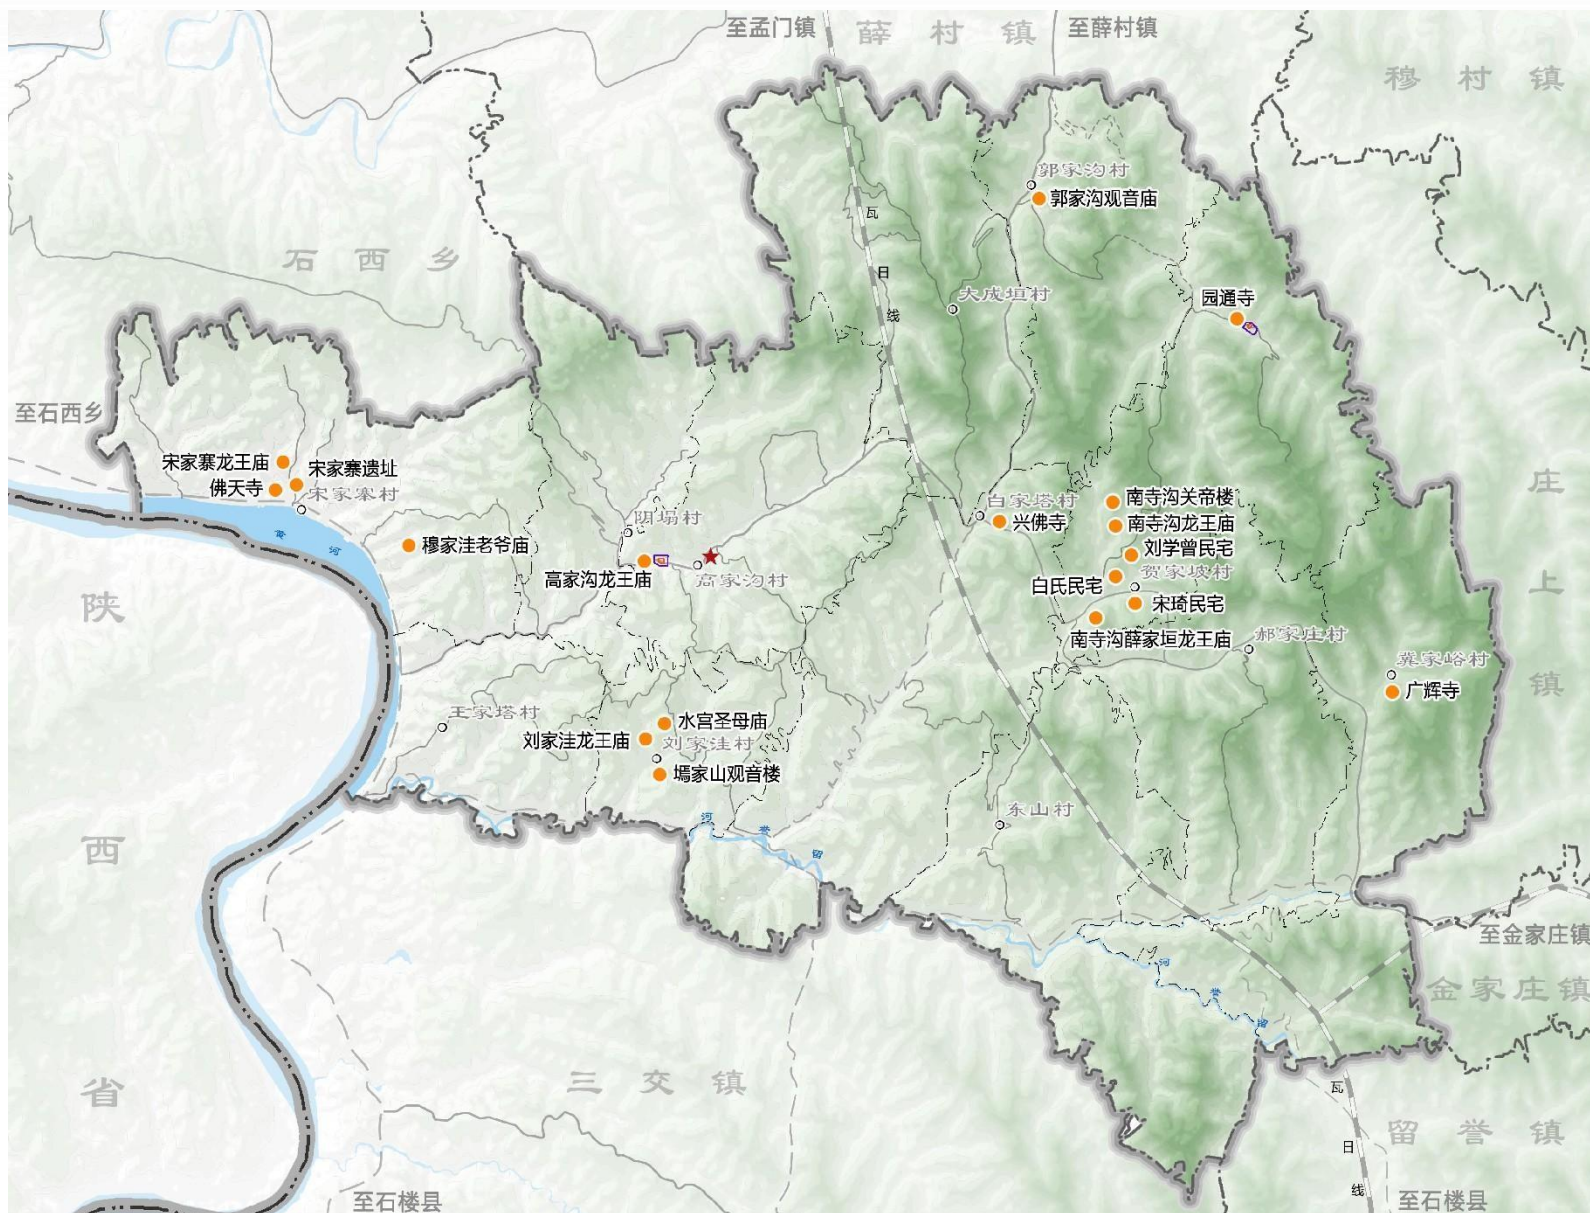 至孟门镇
薛村镇
至薛村镇
穆村镇
郭家沟村
郭家沟观音庙
瓦
日
线
石西乡
大成垣村
园通寺
至石西乡
宋家寨龙王庙
宋家寨遗址
佛天寺
宋家寨村
黄河
穆家洼老爷庙
阴塌村
高家沟龙王庙
高家沟村
白家塔村
兴佛寺
南寺沟关帝楼
南寺沟龙王庙
刘学曾民宅
贺家坡村
白氏民宅
宋琦民宅
南寺沟薛家垣龙王庙
郝家庄村
冀家峪村
广辉寺
庄上镇
陕西省
王家塔村
水宫圣母庙
刘家洼龙王庙
刘家洼村
墕家山观音楼
东山村
河
誉
留
至金家庄镇
金家庄镇
河
誉
留
三交镇
瓦
日
线
留誉镇
至石楼县
至石楼县